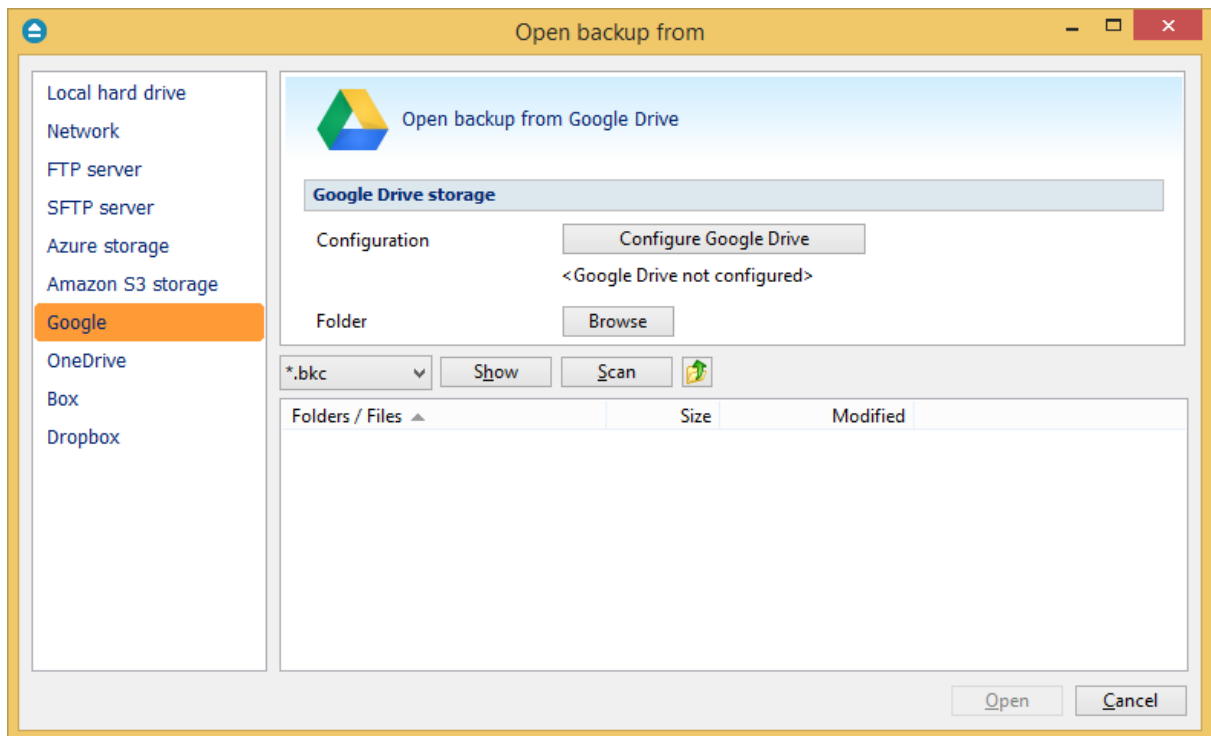 Open backup from
Local hard drive
Network
FTP server
SFTP server
Azure storage
Amazon S3 storage
Google
OneDrive
Box
Dropbox
Open backup from Google Drive
Google Drive storage
Configuration
Configure Google Drive
<Google Drive not configured>
Folder
Browse
*.bkc
Show
Scan
Folders / Files
Size
Modified
Open
Cancel